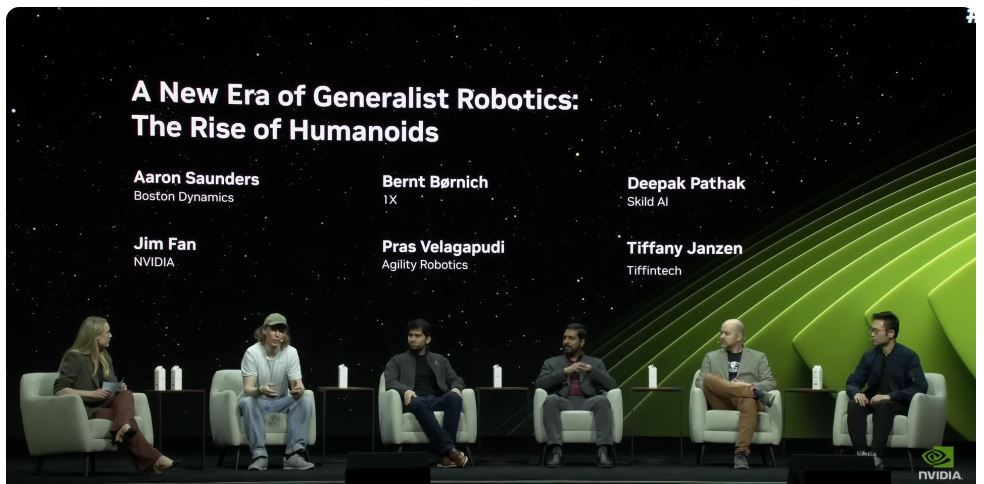 #
A New Era of Generalist Robotics:
The Rise of Humanoids
Aaron Saunders
Boston Dynamics
Bernt Børnich
1X
Deepak Pathak
Skild AI
Jim Fan
NVIDIA
Pras Velagapudi
Agility Robotics
Tiffany Janzen
Tiffintech
NVIDIA.